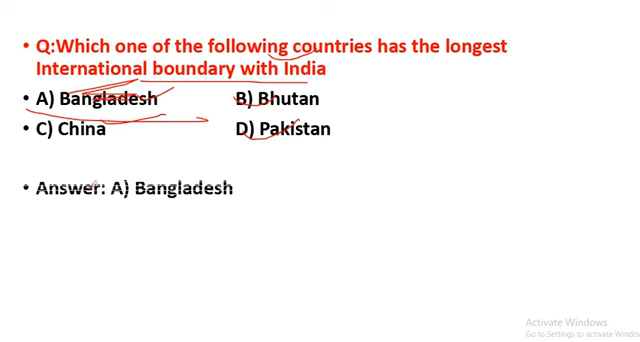 • Q:Which one of the following countries has the longest
International boundary with India
• A) Bangladesh B) Bhutan
• C) China D) Pakistan
• Answer: A) Bangladesh
Activate Windows
Go to Settings to activate Window